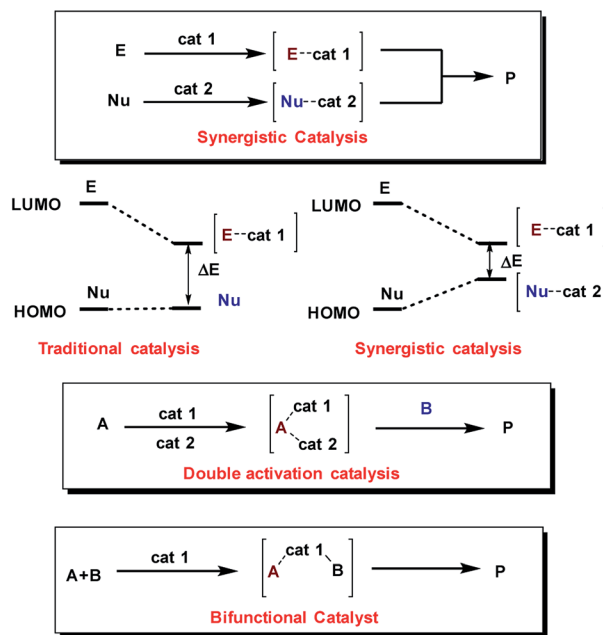 cat 1
E
[E--cat 1]
cat 2
Nu
[Nu--cat 2]
P
Synergistic Catalysis
E
LUMO
[E--cat 1]
ΔE
Nu
Nu
HOMO
Traditional catalysis
E
LUMO
[E--cat 1
ΔE
Nu
[Nu--cat 2
HOMO
Synergistic catalysis
A
cat 1
cat 2
cat 1
A
cat 2
B
P
Double activation catalysis
A+B
cat 1
cat 1
A
B
P
Bifunctional Catalyst